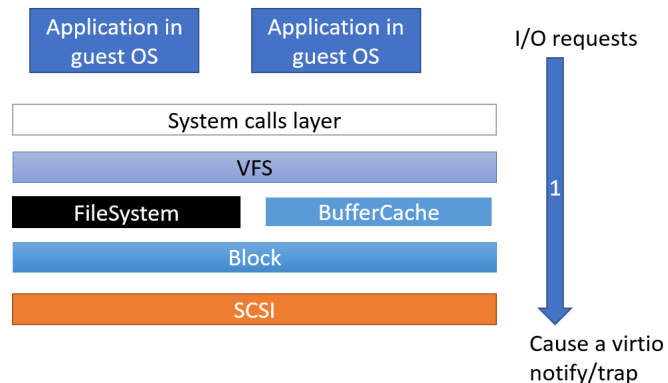 Application in
guest OS
Application in
guest OS
I/O requests
System calls layer
VFS
1
FileSystem
BufferCache
Block
SCSI
Cause a virtio
notify/trap